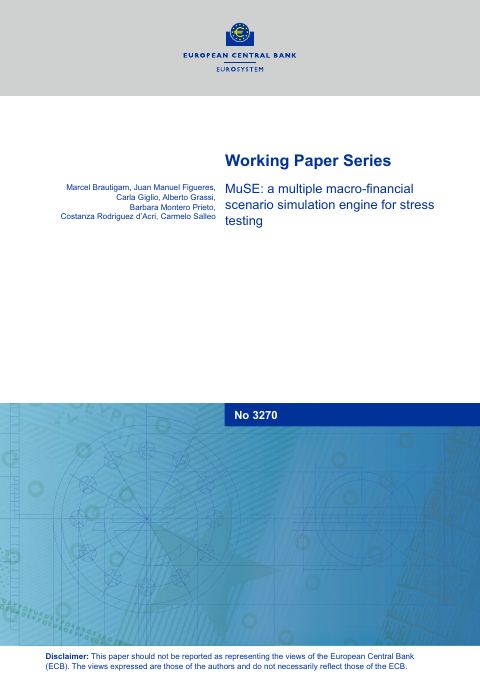 EUROPEAN CENTRAL BANK
EUROSYSTEM
Working Paper Series
Marcel Brautigam, Juan Manuel Figueres,
Carla Giglio, Alberto Grassi,
Barbara Montero Prieto,
Costanza Rodriguez d'Acri, Carmelo Salleo
MuSE: a multiple macro-financial
scenario simulation engine for stress
testing
No 3270
Disclaimer: This paper should not be reported as representing the views of the European Central Bank
(ECB). The views expressed are those of the authors and do not necessarily reflect those of the ECB.